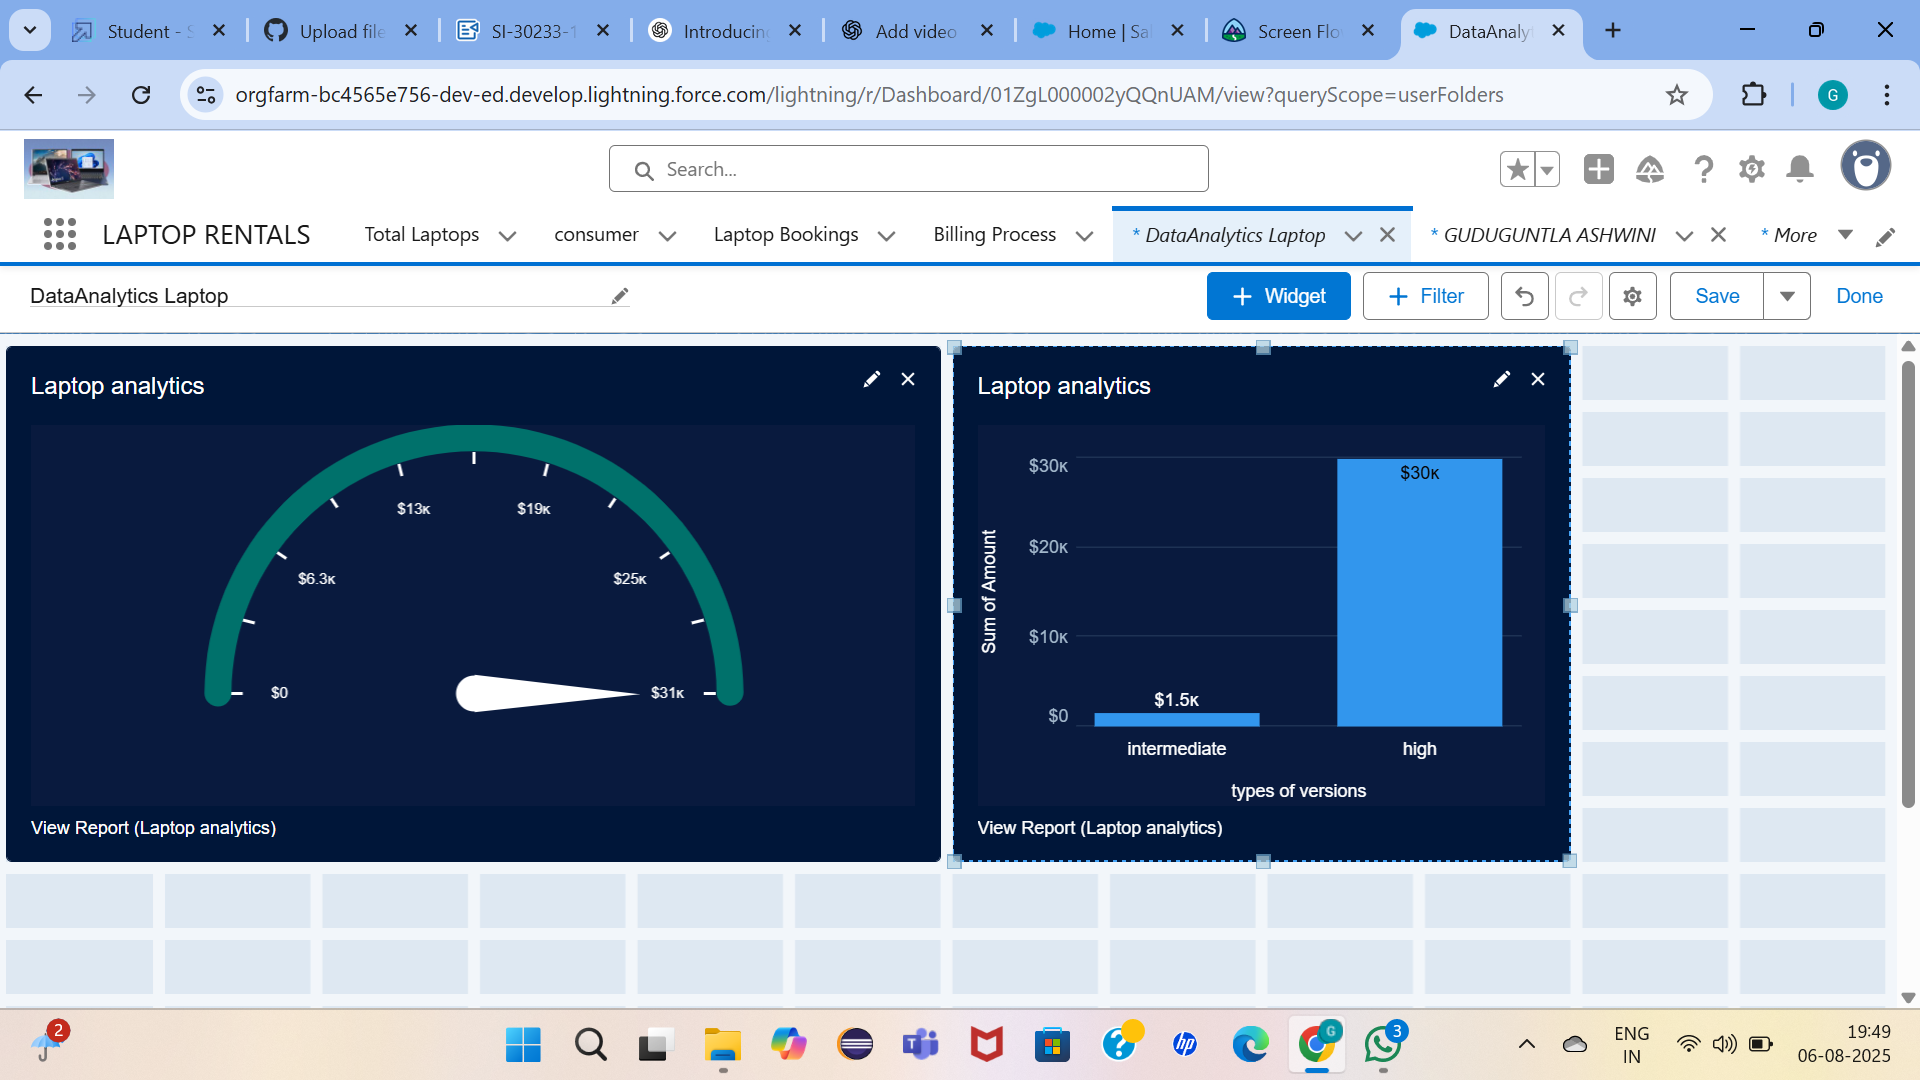 Student - S
Upload file
SI-30233-1
Introducing
Add video
Home | Sal
Screen Flo
DataAnalyt
orgfarm-bc4565e756-dev-ed.develop.lightning.force.com/lightning/r/Dashboard/01ZgL000002yQQnUAM/view?queryScope=userFolders
G
Search...
LAPTOP RENTALS
Total Laptops
consumer
Laptop Bookings
Billing Process
* DataAnalytics Laptop
* GUDUGUNTLA ASHWINI
* More
DataAnalytics Laptop
+ Widget
+ Filter
Save
Done
Laptop analytics
$0
$6.3K
$13K
$19K
$25K
$31K
View Report (Laptop analytics)
Laptop analytics
Sum of Amount
$30K
$20K
$10K
$0
$1.5K
$30K
intermediate
high
types of versions
View Report (Laptop analytics)
2
G
3
ENG
IN
19:49
06-08-2025